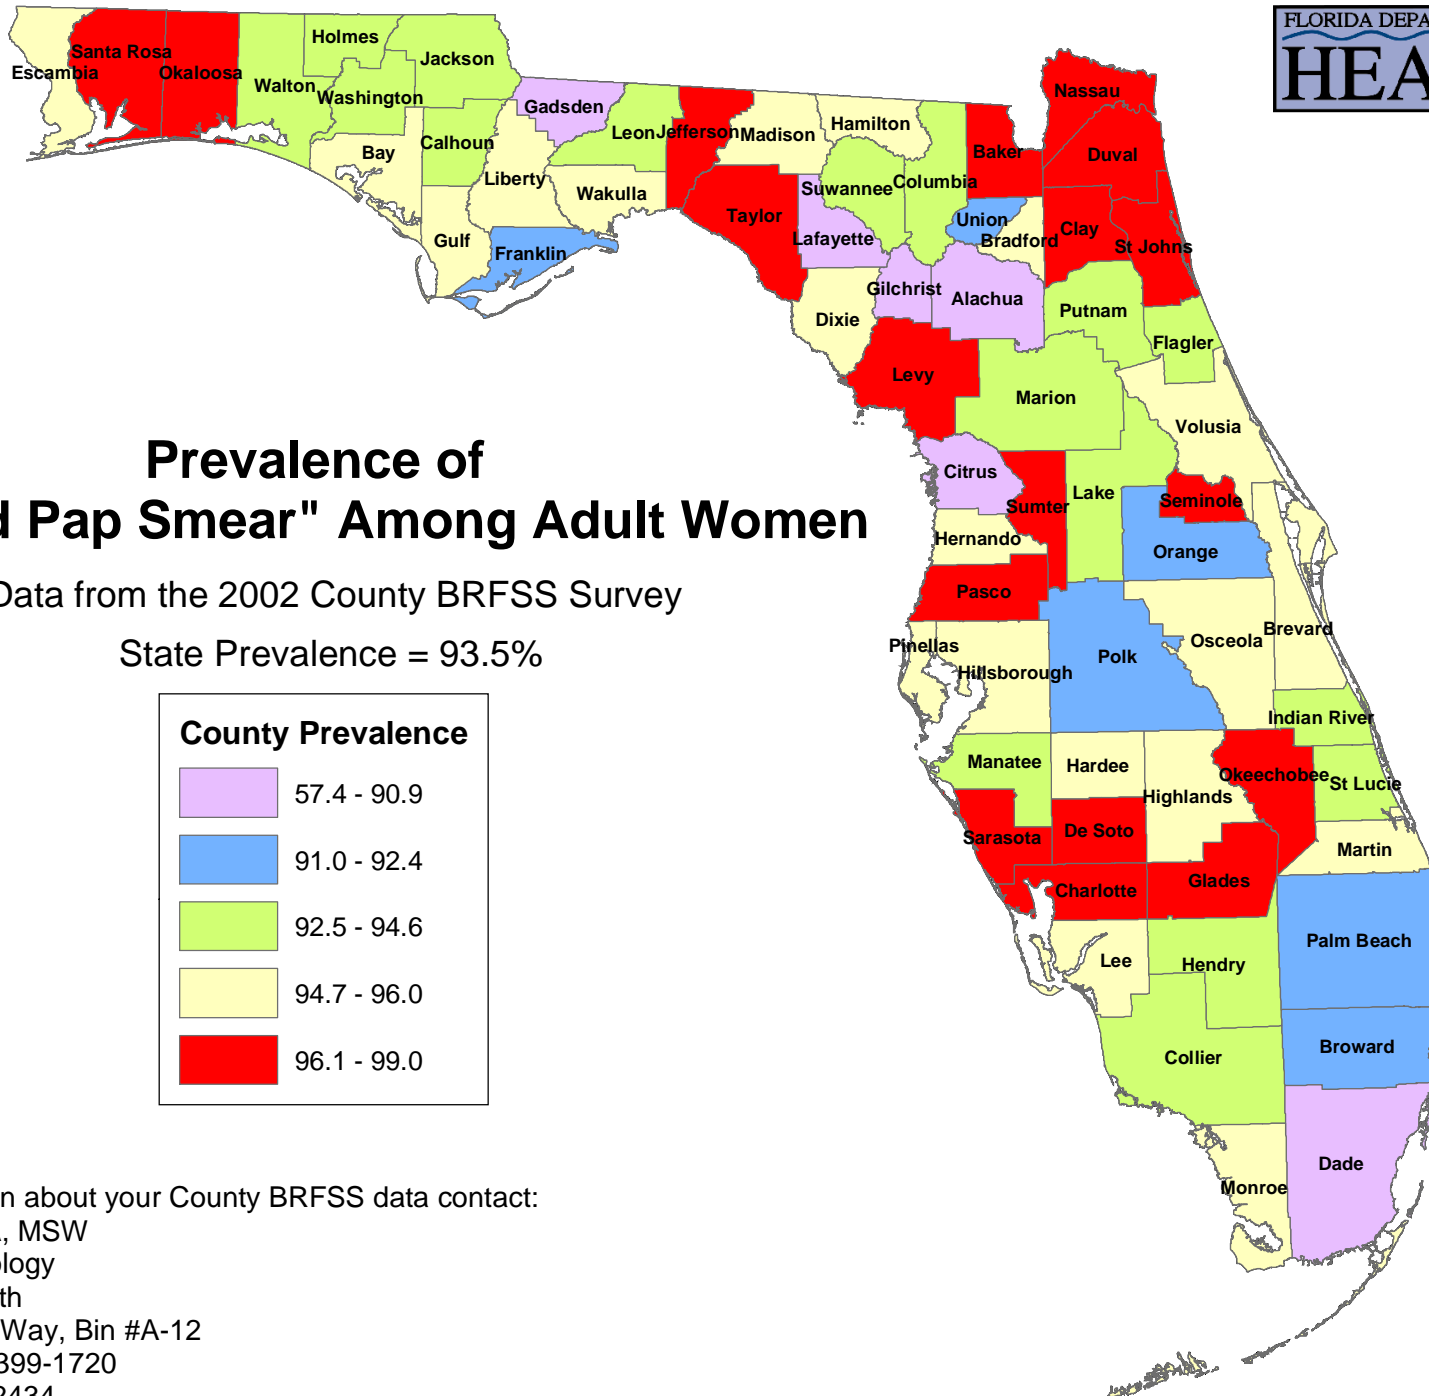 FLORIDA DEPA
HEA
Escambia
Santa Rosa
Okaloosa
Walton
Holmes
Washington
Jackson
Bay
Calhoun
Gulf
Liberty
Gadsden
Franklin
Leon
Wakulla
Jefferson
Madison
Taylor
Hamilton
Suwannee
Lafayette
Columbia
Baker
Nassau
Duval
Union
Bradford
Clay
St Johns
Gilchrist
Alachua
Dixie
Putnam
Flagler
Levy
Marion
Volusia
Citrus
Sumter
Lake
Seminole
Hernando
Orange
Pasco
Pinellas
Hillsborough
Polk
Osceola
Brevard
Indian River
Manatee
Hardee
Highlands
Okeechobee
St Lucie
Sarasota
De Soto
Martin
Charlotte
Glades
Lee
Hendry
Palm Beach
Collier
Broward
Dade
Monroe
Prevalence of
d Pap Smear" Among Adult Women
Data from the 2002 County BRFSS Survey
State Prevalence = 93.5%
County Prevalence
57.4 - 90.9
91.0 - 92.4
92.5 - 94.6
94.7 - 96.0
96.1 - 99.0
n about your County BRFSS data contact:
, MSW
ology
th
Way, Bin #A-12
399-1720
2434